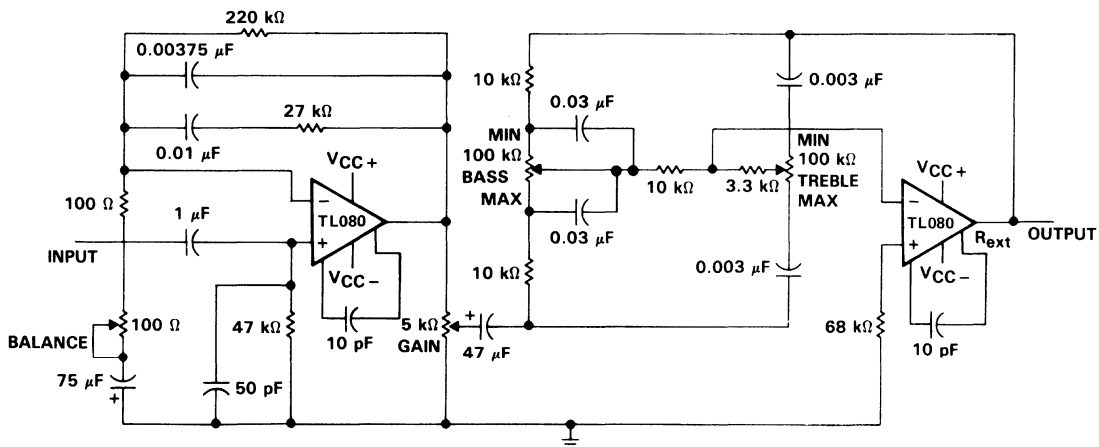 220 kΩ
0.00375 μF
27 kΩ
0.01 μF
VCC+
100 Ω
1 μF
−
TL080
+
INPUT
VCC−
100 Ω
BALANCE
47 kΩ
10 pF
5 kΩ
GAIN
+
47 μF
75 μF
+
50 pF
10 kΩ
0.03 μF
0.003 μF
MIN
100 kΩ
BASS
MAX
10 kΩ
3.3 kΩ
MIN
100 kΩ
TREBLE
MAX
0.03 μF
10 kΩ
0.003 μF
VCC+
−
TL080
+
Rext
OUTPUT
VCC−
68 kΩ
10 pF